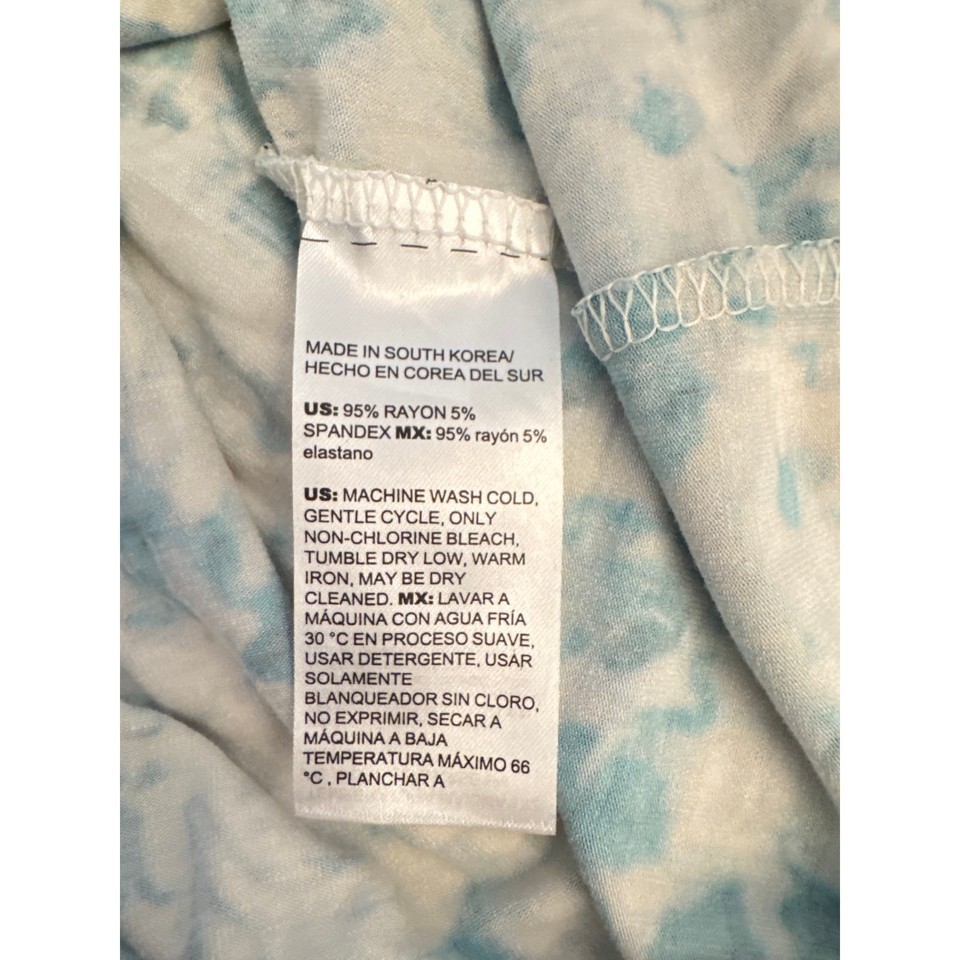 MADE IN SOUTH KOREA/
HECHO EN COREA DEL SUR
US: 95% RAYON 5%
SPANDEX MX: 95% rayón 5%
elastano
US: MACHINE WASH COLD,
GENTLE CYCLE, ONLY
NON-CHLORINE BLEACH,
TUMBLE DRY LOW, WARM
IRON, MAY BE DRY
CLEANED. MX: LAVAR A
MÁQUINA CON AGUA FRÍA
30 °C EN PROCESO SUAVE,
USAR DETERGENTE, USAR
SOLAMENTE
BLANQUEADOR SIN CLORO,
NO EXPRIMIR, SECAR A
MÁQUINA A BAJA
TEMPERATURA MÁXIMO 66
°C , PLANCHAR A